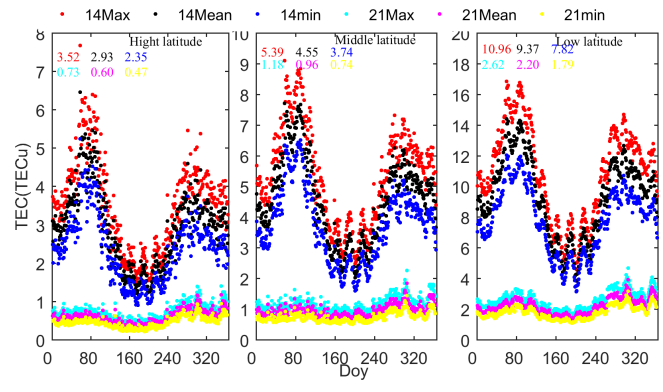 14Max 14Mean 14min 21Max 21Mean 21min
Hight latitude
3.52 2.93 2.35
0.73 0.60 0.47
Middle latitude
5.39 4.55 3.74
1.18 0.96 0.74
Low latitude
10.96 9.37 7.82
2.62 2.20 1.79
TEC(TECu)
8
7
6
5
4
3
2
1
0
0 80 160 240 320
10
9
8
7
6
5
4
3
2
1
0
0 80 160 240 320
20
18
16
14
12
10
8
6
4
2
0
0 80 160 240 320
Doy